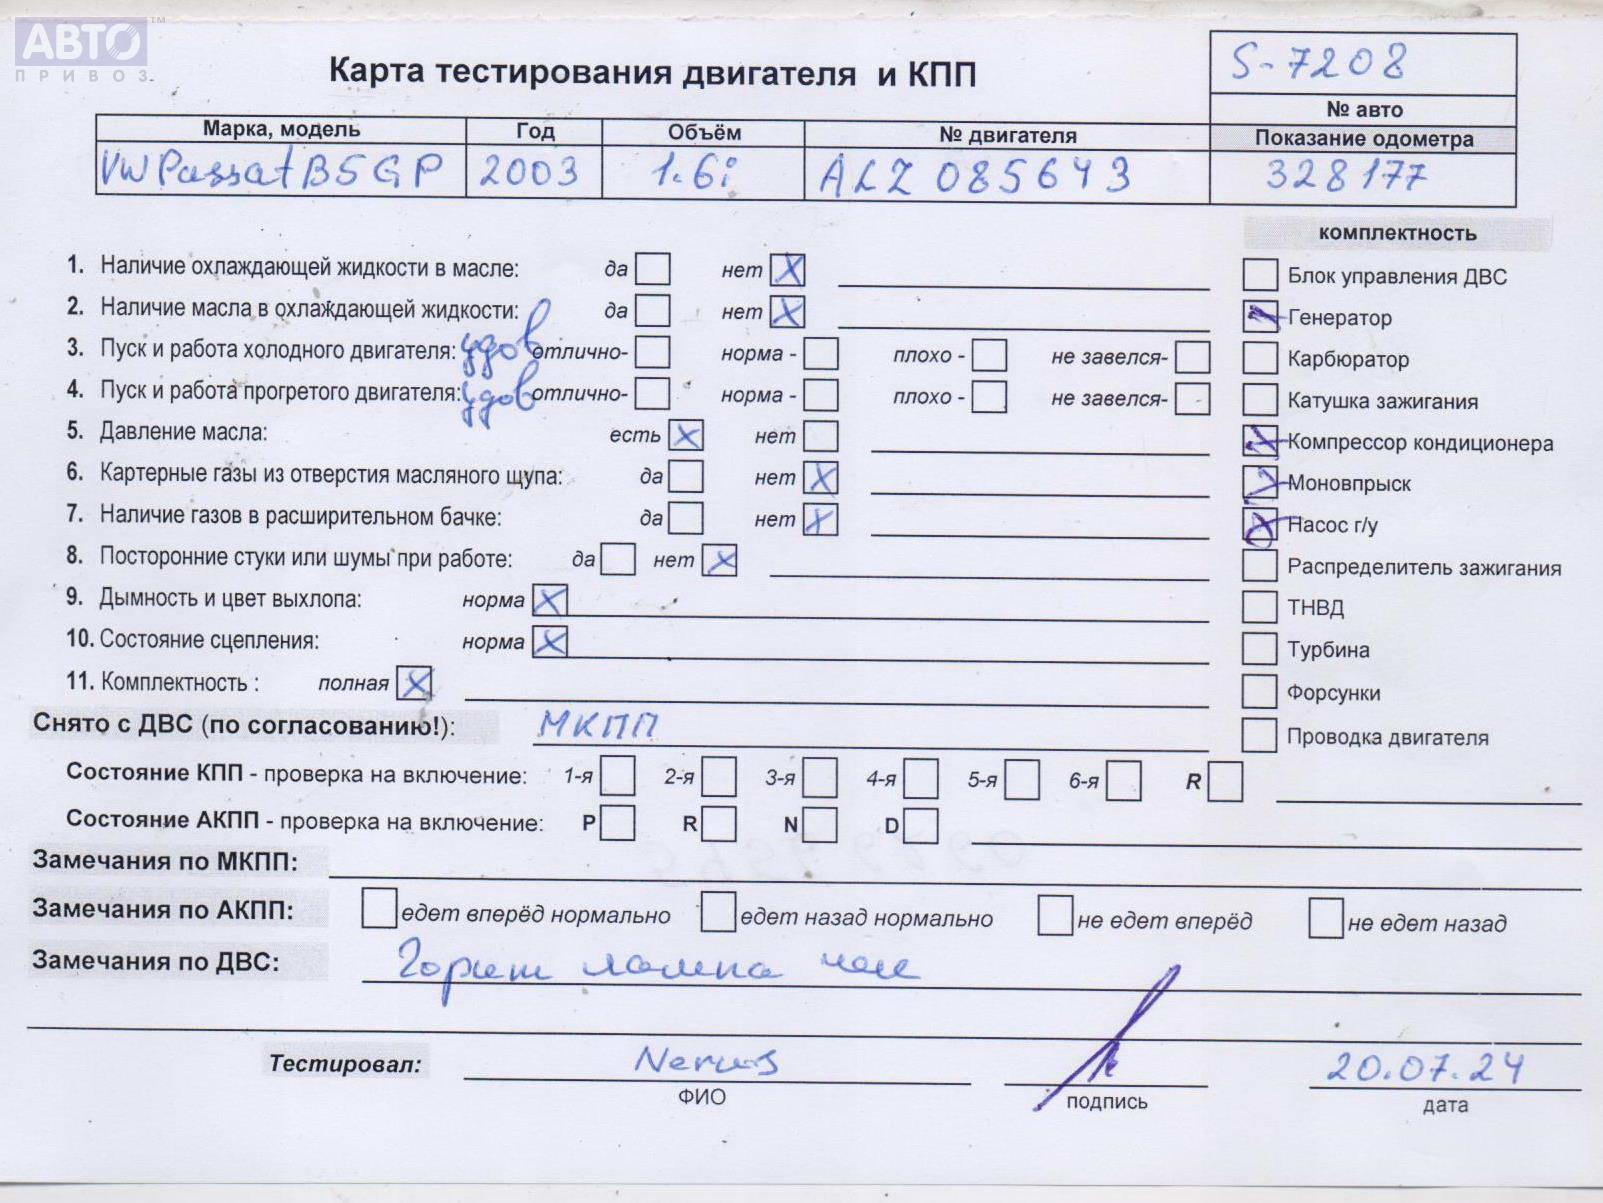 АВТО™
ПРИВОЗ
Карта тестирования двигателя и КПП
S-7208
№ авто
Марка, модель Год Объём № двигателя Показание одометра
VW Passat B5 GP 2003 1.6i ALZ 085643 328177
комплектность
1. Наличие охлаждающей жидкости в масле: да нет X
Блок управления ДВС
2. Наличие масла в охлаждающей жидкости: да нет X
Генератор
3. Пуск и работа холодного двигателя: удов отлично- норма - плохо - не завелся-
Карбюратор
4. Пуск и работа прогретого двигателя: удов отлично- норма - плохо - не завелся-
Катушка зажигания
5. Давление масла: есть X нет
Компрессор кондиционера
6. Картерные газы из отверстия масляного щупа: да нет X
Моновпрыск
7. Наличие газов в расширительном бачке: да нет X
Насос г/у
8. Посторонние стуки или шумы при работе: да нет X
Распределитель зажигания
9. Дымность и цвет выхлопа: норма X
ТНВД
10. Состояние сцепления: норма X
Турбина
11. Комплектность : полная X
Форсунки
Снято с ДВС (по согласованию!): МКПП
Проводка двигателя
Состояние КПП - проверка на включение: 1-я 2-я 3-я 4-я 5-я 6-я R
Состояние АКПП - проверка на включение: P R N D
Замечания по МКПП:
Замечания по АКПП: едет вперёд нормально едет назад нормально не едет вперёд не едет назад
Замечания по ДВС: Горит лампа чек
Тестировал: 20.07.24
ФИО подпись дата